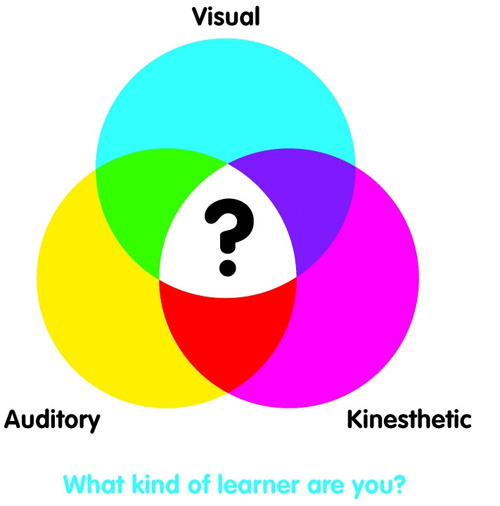 Visual
?
Auditory
Kinesthetic
What kind of learner are you?